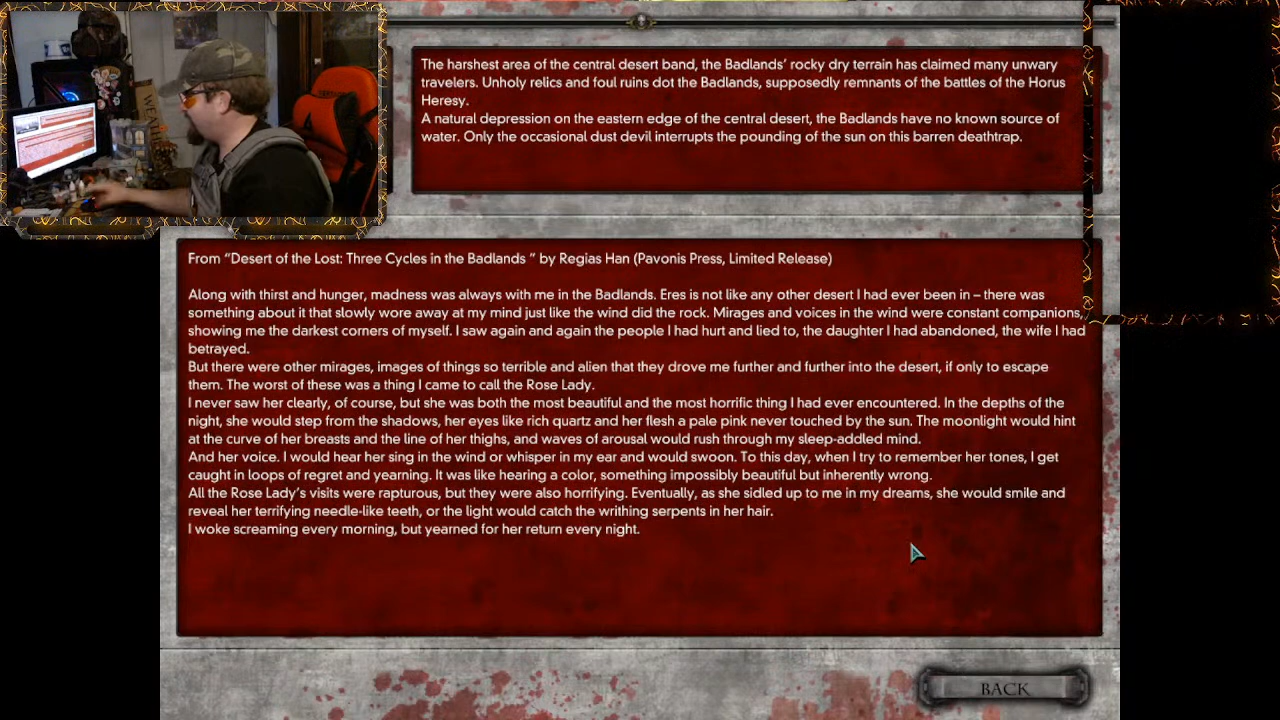 The harshest area of the central desert band, the Badlands' rocky dry terrain has claimed many unwary
travelers. Unholy relics and foul ruins dot the Badlands, supposedly remnants of the battles of the Horus
Heresy.
A natural depression on the eastern edge of the central desert, the Badlands have no known source of
water. Only the occasional dust devil interrupts the pounding of the sun on this barren deathtrap.
From “Desert of the Lost: Three Cycles in the Badlands ” by Regias Han (Pavonis Press, Limited Release)
Along with thirst and hunger, madness was always with me in the Badlands. Eres is not like any other desert I had ever been in – there was
something about it that slowly wore away at my mind just like the wind did the rock. Mirages and voices in the wind were constant companions,
showing me the darkest corners of myself. I saw again and again the people I had hurt and lied to, the daughter I had abandoned, the wife I had
betrayed.
But there were other mirages, images of things so terrible and alien that they drove me further and further into the desert, if only to escape
them. The worst of these was a thing I came to call the Rose Lady.
I never saw her clearly, of course, but she was both the most beautiful and the most horrific thing I had ever encountered. In the depths of the
night, she would step from the shadows, her eyes like rich quartz and her flesh a pale pink never touched by the sun. The moonlight would hint
at the curve of her breasts and the line of her thighs, and waves of arousal would rush through my sleep-addled mind.
And her voice. I would hear her sing in the wind or whisper in my ear and would swoon. To this day, when I try to remember her tones, I get
caught in loops of regret and yearning. It was like hearing a color, something impossibly beautiful but inherently wrong.
All the Rose Lady's visits were rapturous, but they were also horrifying. Eventually, as she sidled up to me in my dreams, she would smile and
reveal her terrifying needle-like teeth, or the light would catch the writhing serpents in her hair.
I woke screaming every morning, but yearned for her return every night.
BACK